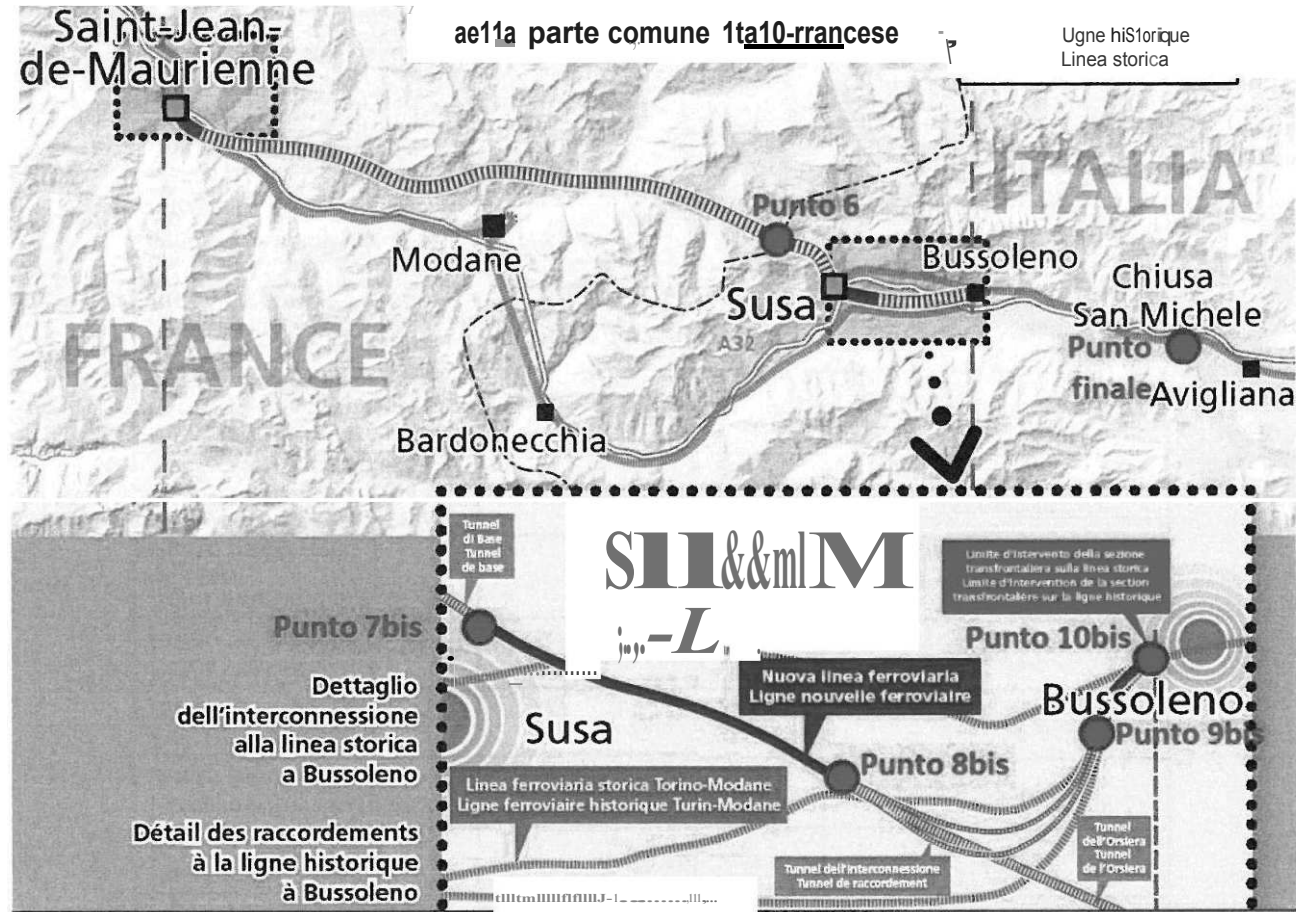 Saint-Jean-
de-Maurienne
parte comune
Linea storica
ITALIA
Punto 6
Modane
Bussoleno
Chiusa
San Michele
Susa
A32
FRANCE
Punto
finale
Avigliana
Bardonecchia
Tunnel
di Base
Tunnel
de base
Limite d'intervento della sezione
transfrontaliera sulla linea storica
Limite d'intervention de la section
transfrontalière sur la ligne historique
Punto 7bis
Punto 10bis
Nuova linea ferroviaria
Ligne nouvelle ferroviaire
Dettaglio
dell'interconnessione
alla linea storica
a Bussoleno
Susa
Bussoleno
Punto 9bis
Punto 8bis
Linea ferroviaria storica Torino-Modane
Ligne ferroviaire historique Turin-Modane
Détail des raccordements
à la ligne historique
à Bussoleno
Tunnel dell'interconnessione
Tunnel de raccordement
Tunnel
dell'Orsiera
Tunnel
de l'Orsiera